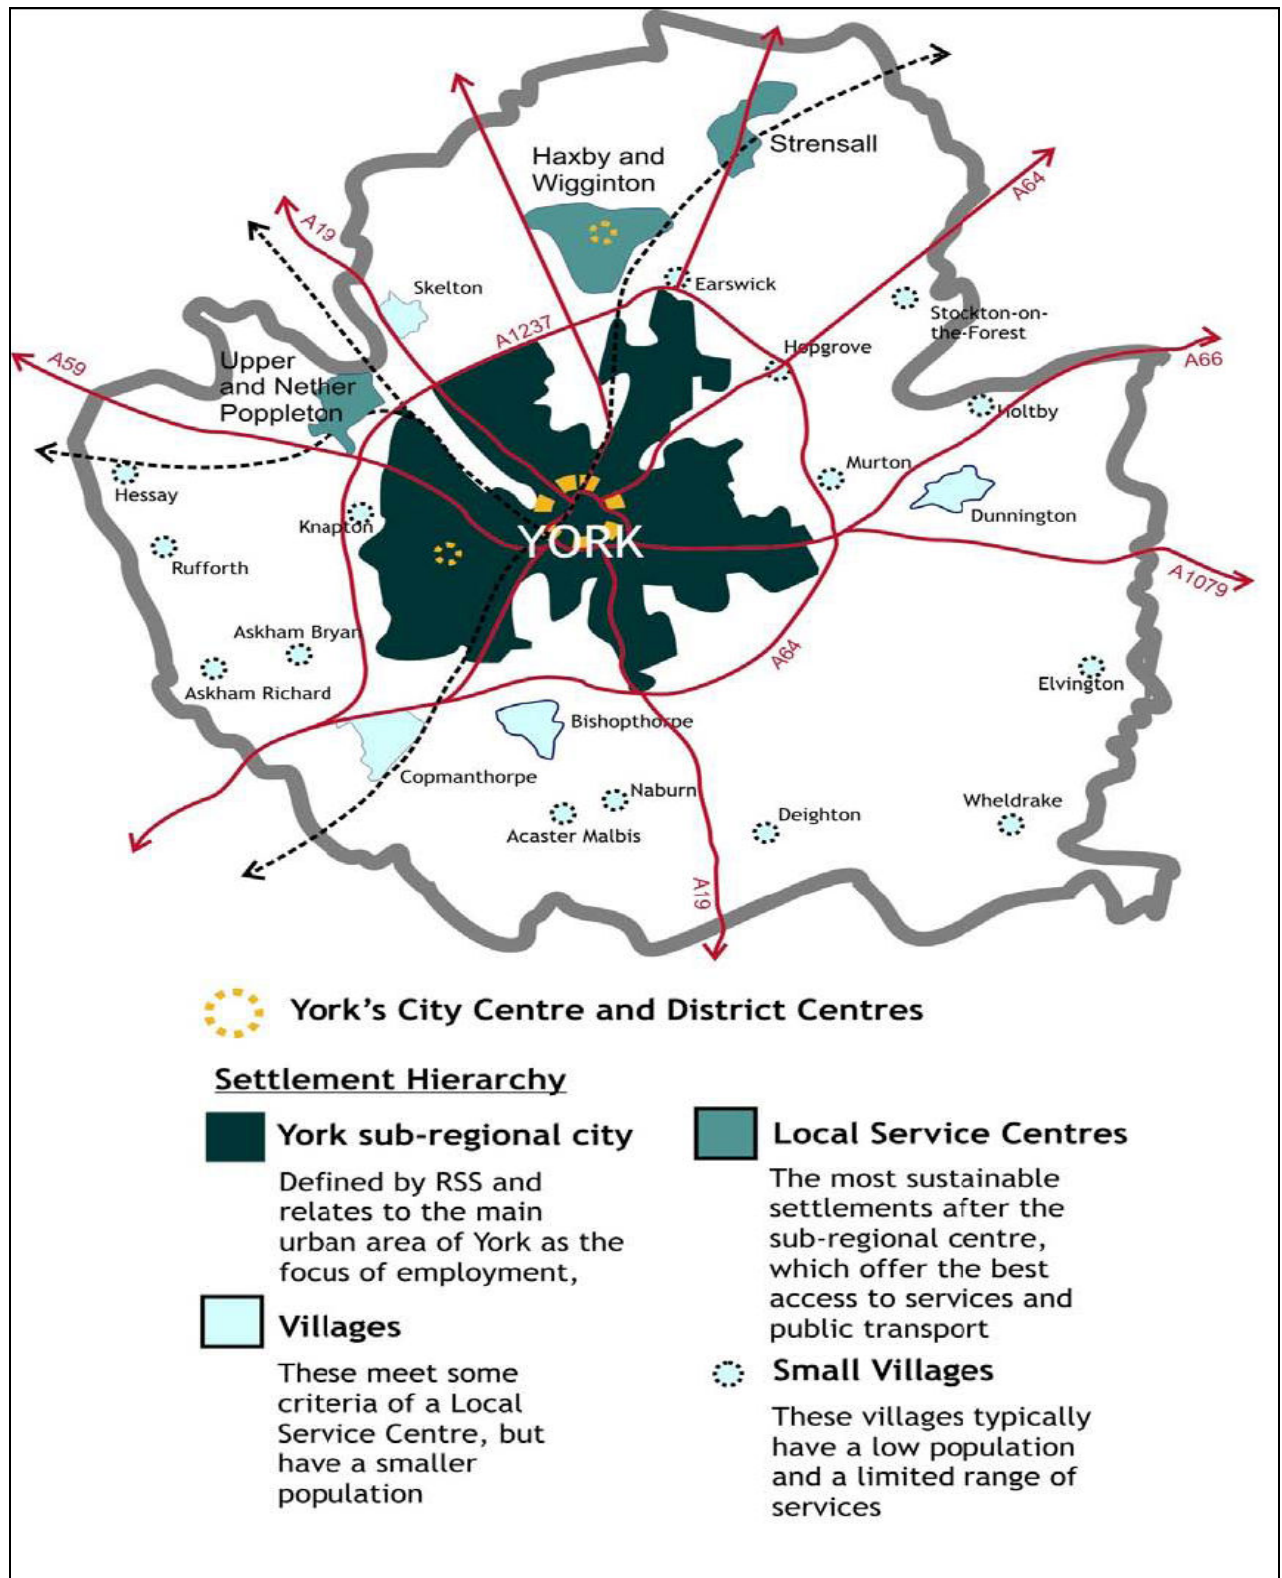 Strensall
Haxby and
Wigginton
A64
A19
Earswick
Skelton
Stockton-on-
the-Forest
A1237
Hopgrove
A66
A59
Upper
and Nether
Poppleton
Holtby
Murton
Hessay
Dunnington
Knapton
YORK
Rufforth
A1079
Askham Bryan
A64
Askham Richard
Elvington
Bishopthorpe
Copmanthorpe
Naburn
Wheldrake
Deighton
Acaster Malbis
A19
York's City Centre and District Centres
Settlement Hierarchy
York sub-regional city
Defined by RSS and
relates to the main
urban area of York as the
focus of employment,
Villages
These meet some
criteria of a Local
Service Centre, but
have a smaller
population
Local Service Centres
The most sustainable
settlements after the
sub-regional centre,
which offer the best
access to services and
public transport
Small Villages
These villages typically
have a low population
and a limited range of
services